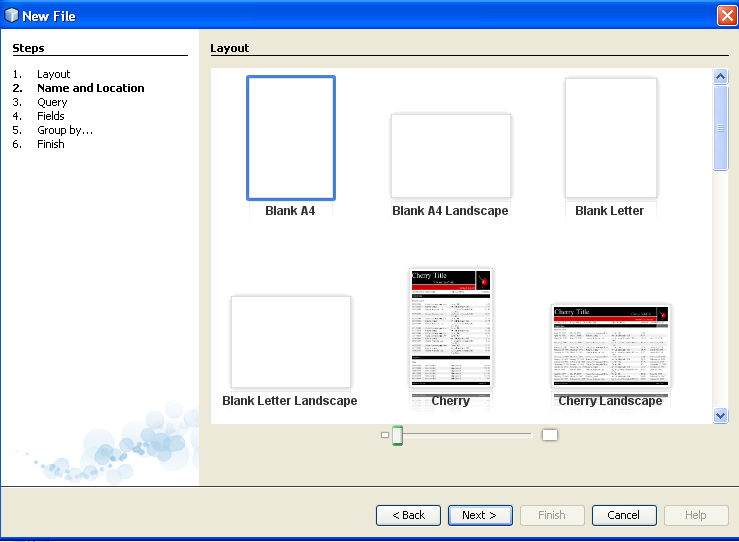 New File
Steps
1. Layout
2. Name and Location
3. Query
4. Fields
5. Group by...
6. Finish
Layout
Blank A4
Blank A4 Landscape
Blank Letter
Blank Letter Landscape
Cherry Title
Cherry
Cherry Title
Cherry Landscape
< Back
Next >
Finish
Cancel
Help